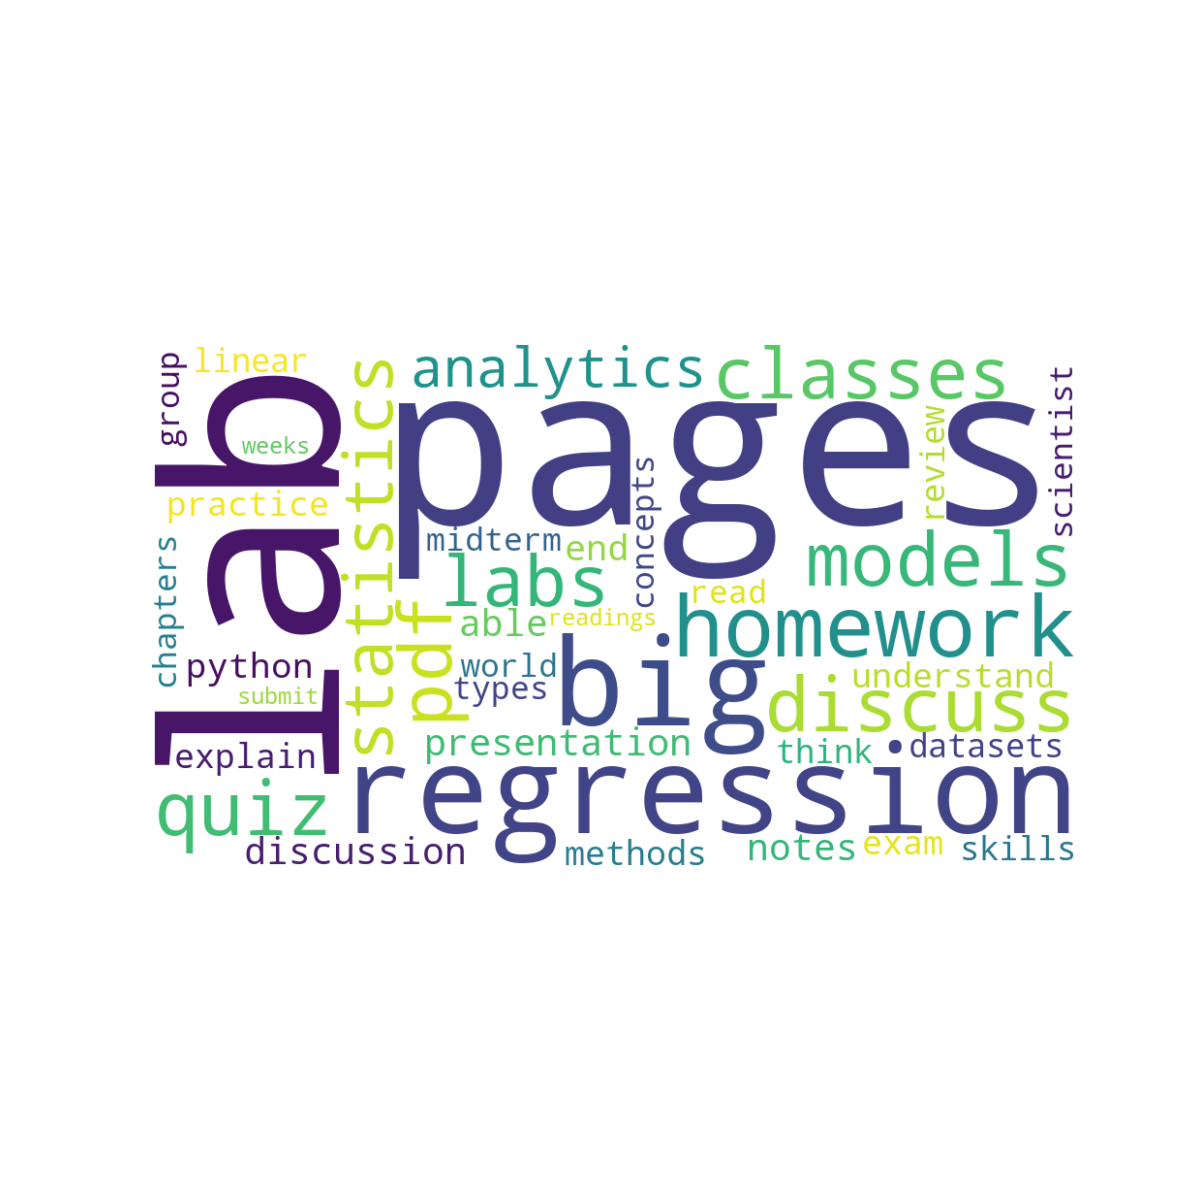 group
linear
lab
weeks
practice
chapters
python
submit
explain
quiz
discussion
statistics
analytics
classes
pages
review
scientist
midterm
end
concepts
labs
models
read
homework
able
readings
pdf
world
types
big
understand
discuss
presentation
think
datasets
regression
methods
notes
exam
skills